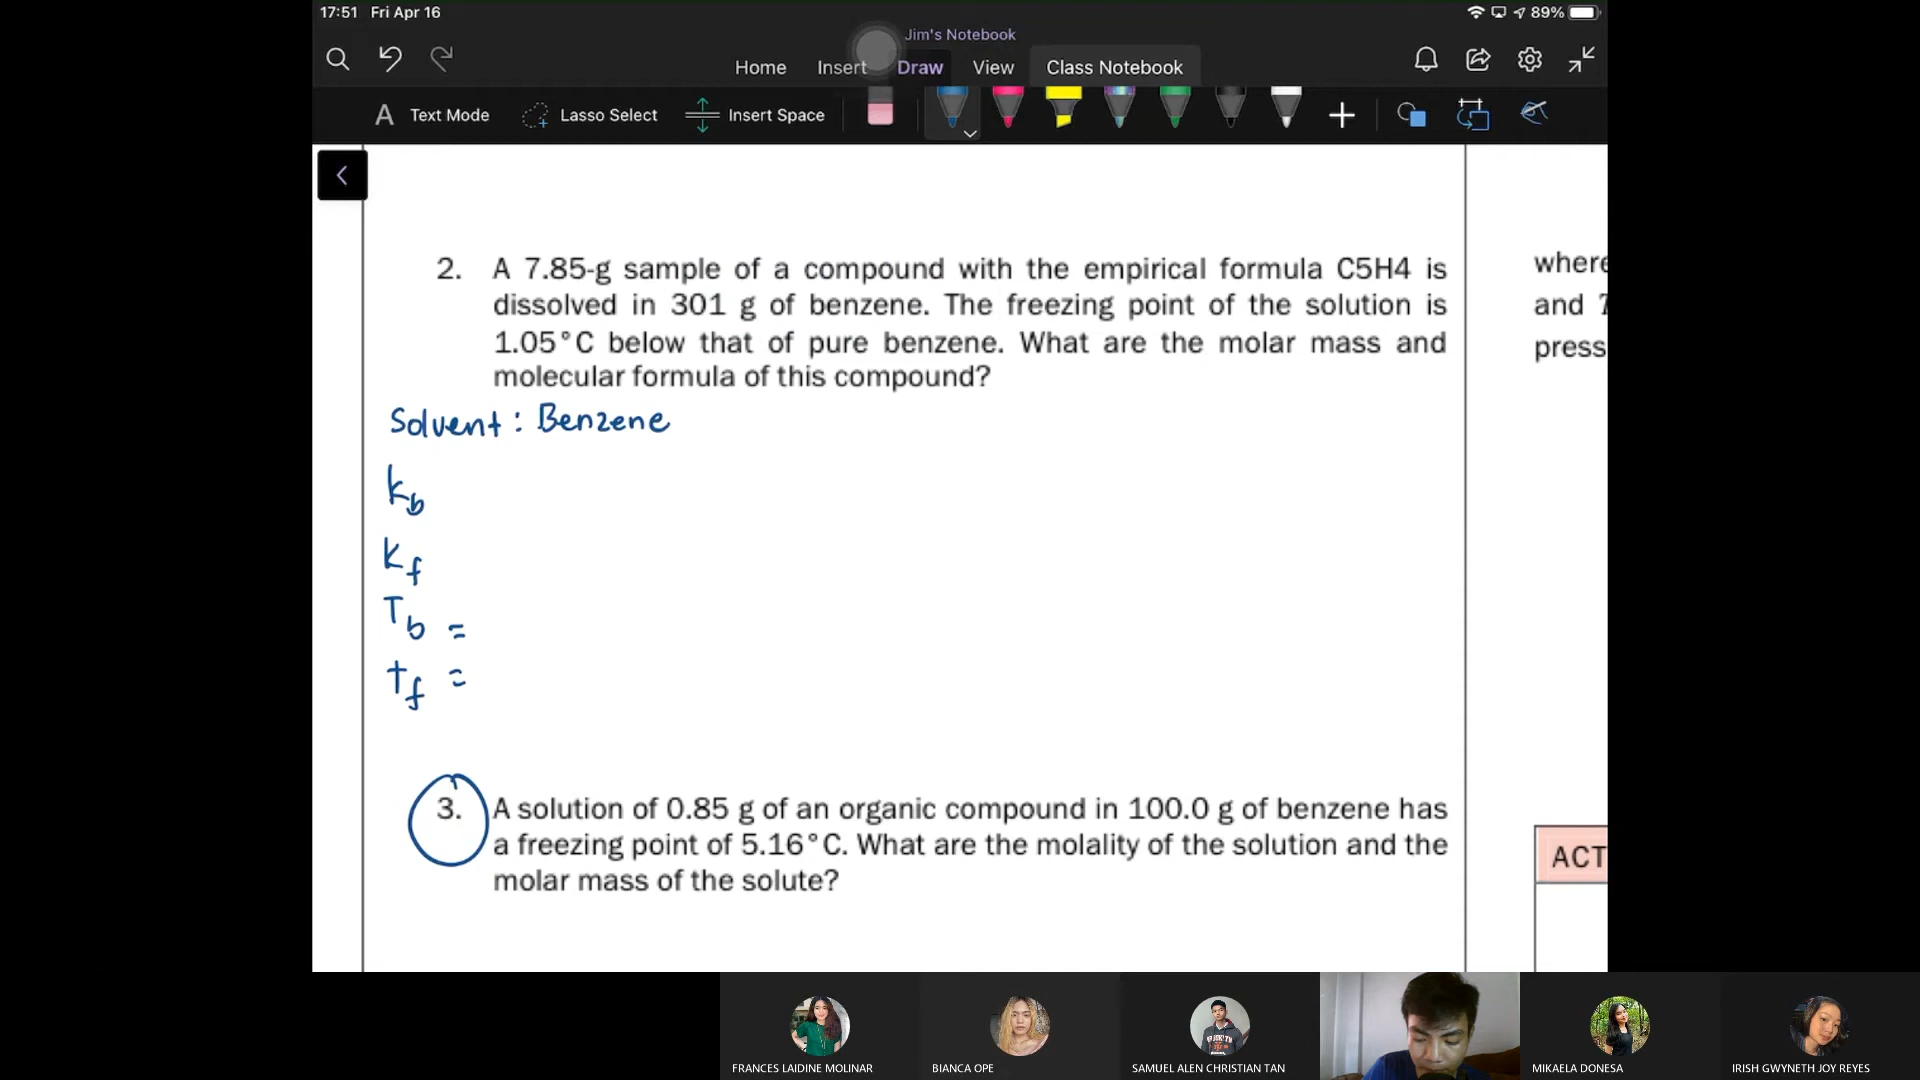 17:51 Fri Apr 16
89%
Jim's Notebook
Home Insert Draw View Class Notebook
A Text Mode Lasso Select Insert Space
2. A 7.85-g sample of a compound with the empirical formula C5H4 is
dissolved in 301 g of benzene. The freezing point of the solution is
1.05°C below that of pure benzene. What are the molar mass and
molecular formula of this compound?
Solvent: Benzene
Kb
Kf
Tb =
tf =
3. A solution of 0.85 g of an organic compound in 100.0 g of benzene has
a freezing point of 5.16°C. What are the molality of the solution and the
molar mass of the solute?
where
and
press
ACT
FRANCES LAIDINE MOLINAR
BIANCA OPE
SAMUEL ALEN CHRISTIAN TAN
MIKAELA DONESA
IRISH GWYNETH JOY REYES